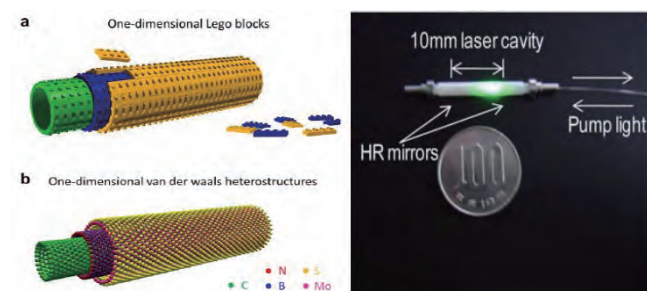 a
One-dimensional Lego blocks
b
One-dimensional van der waals heterostructures
N
S
C
B
Mo
10mm laser cavity
HR mirrors
Pump light
100